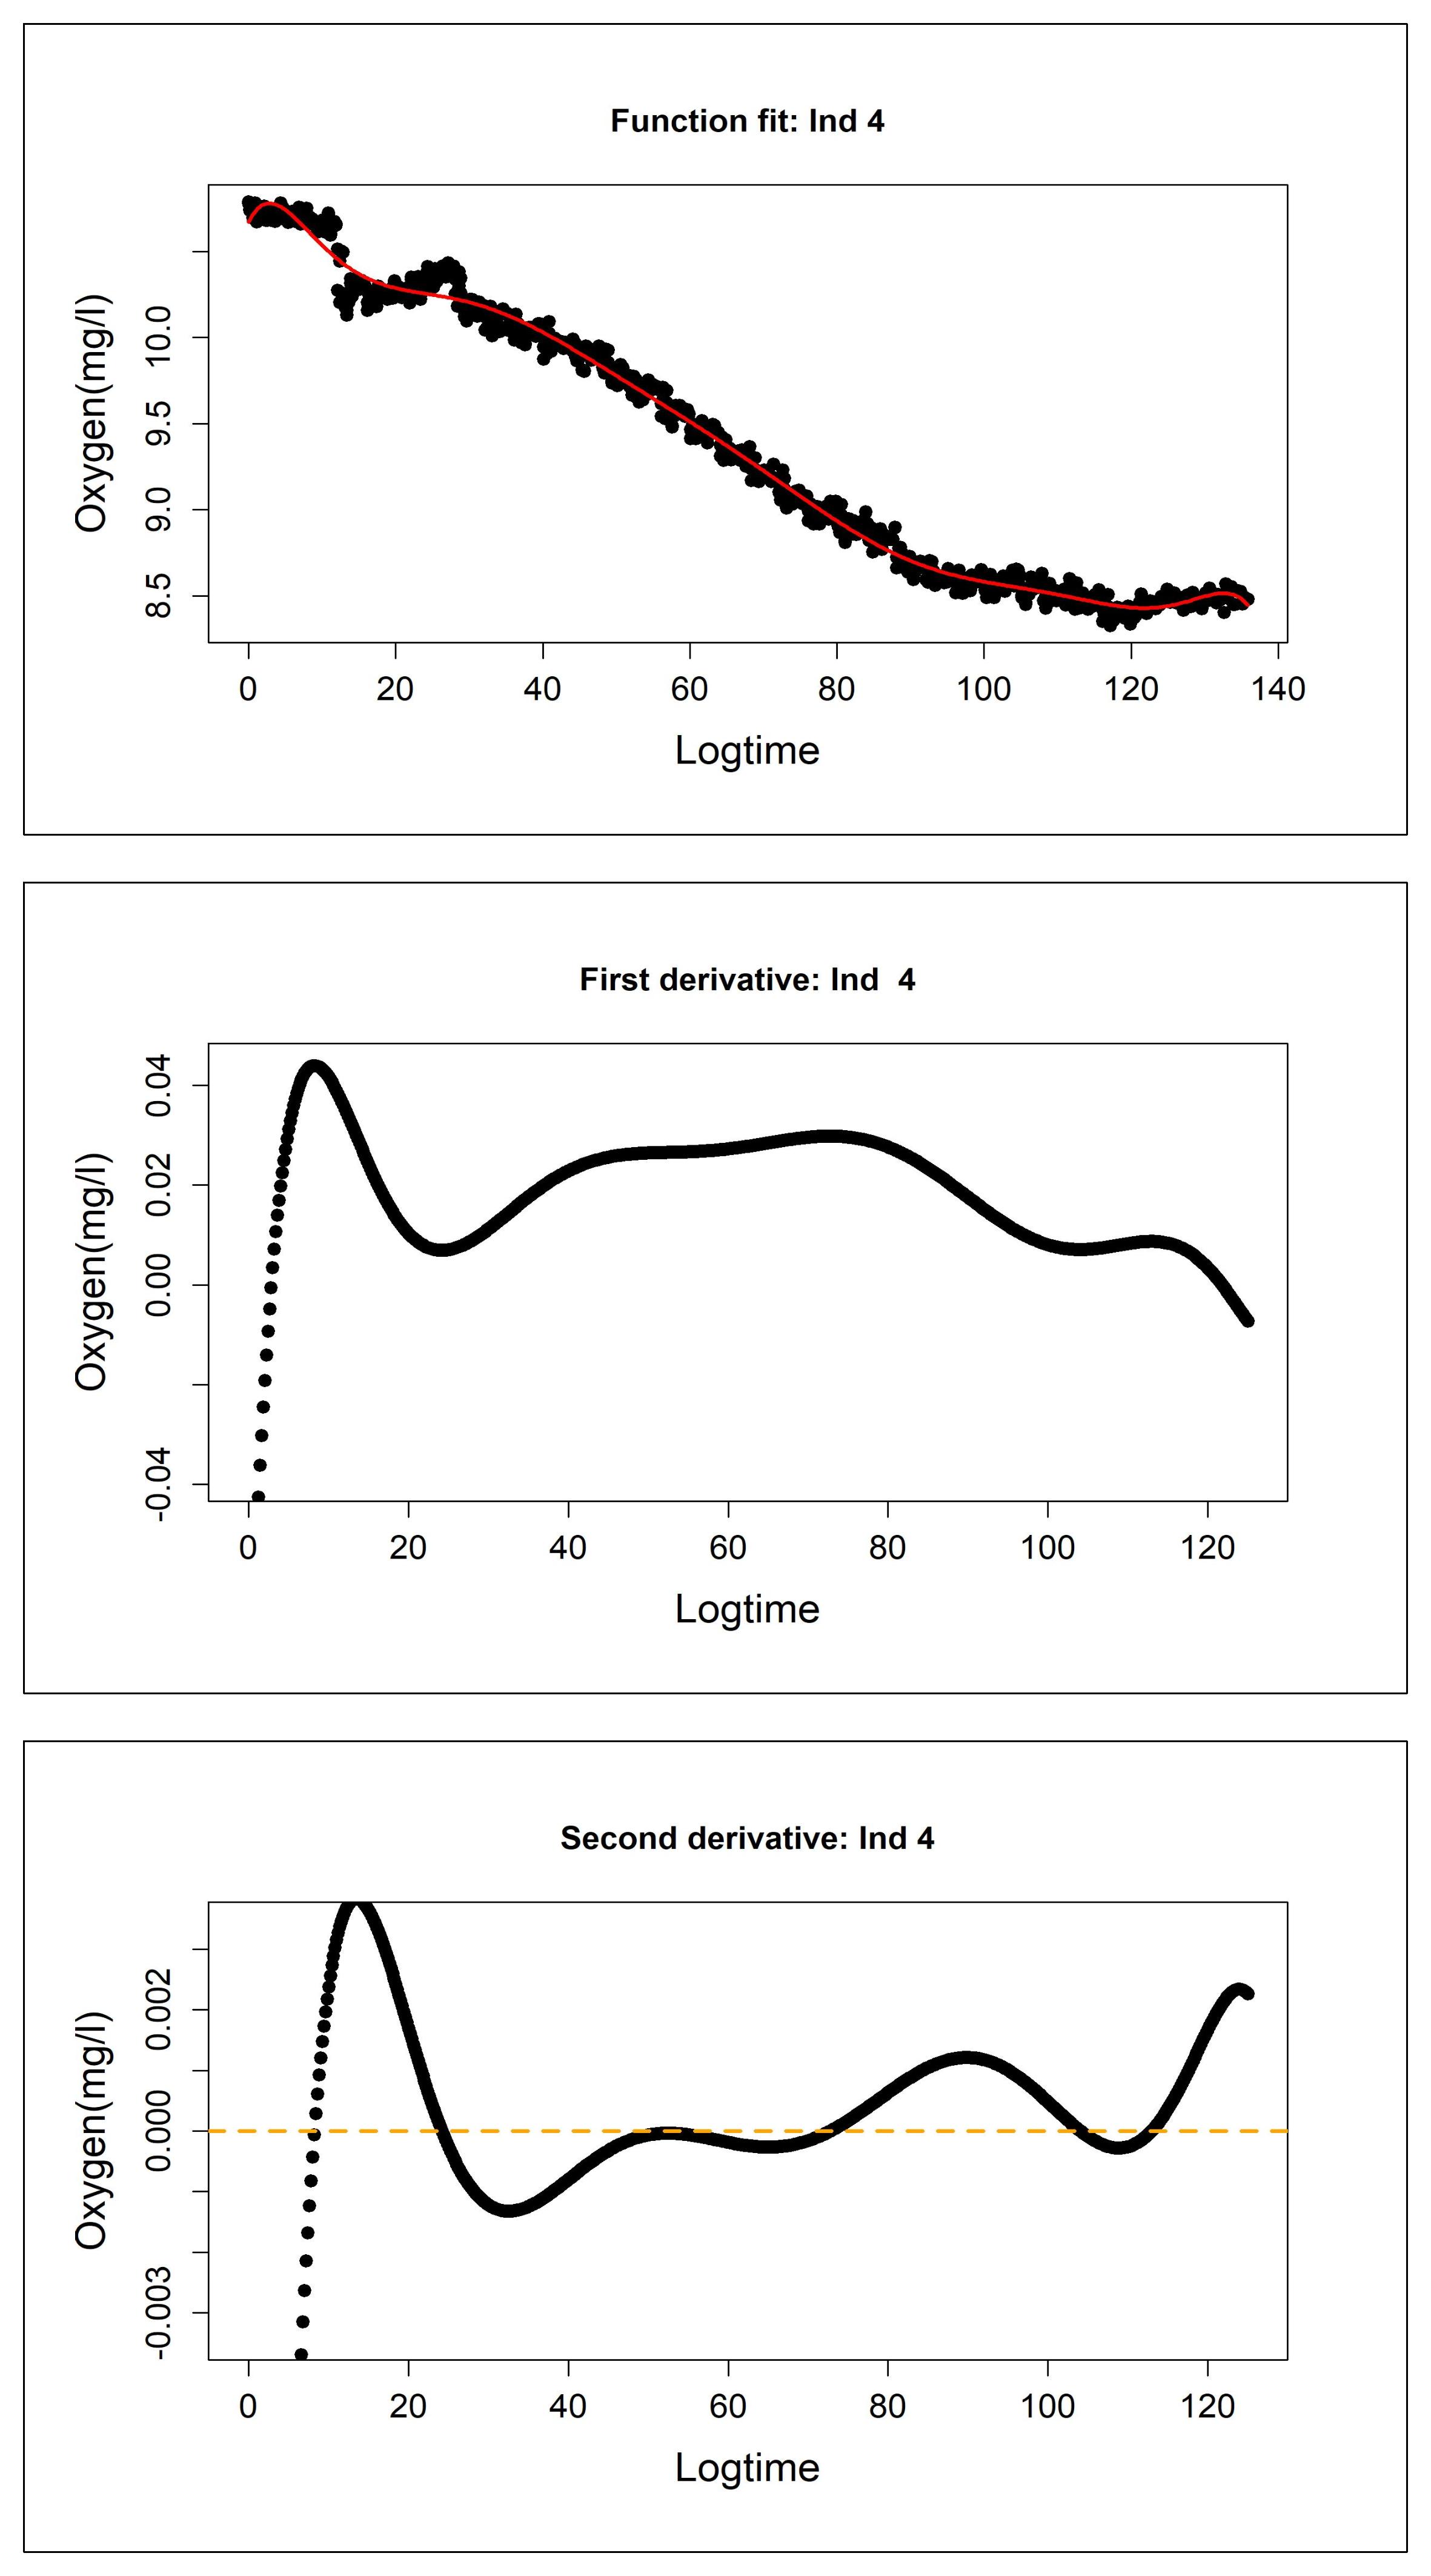 Function fit: Ind 4
Oxygen(mg/l)
10.0
9.5
9.0
8.5
0 20 40 60 80 100 120 140
Logtime
First derivative: Ind  4
Oxygen(mg/l)
0.04
0.02
0.00
-0.04
0 20 40 60 80 100 120
Logtime
Second derivative: Ind 4
Oxygen(mg/l)
0.002
0.000
-0.003
0 20 40 60 80 100 120
Logtime